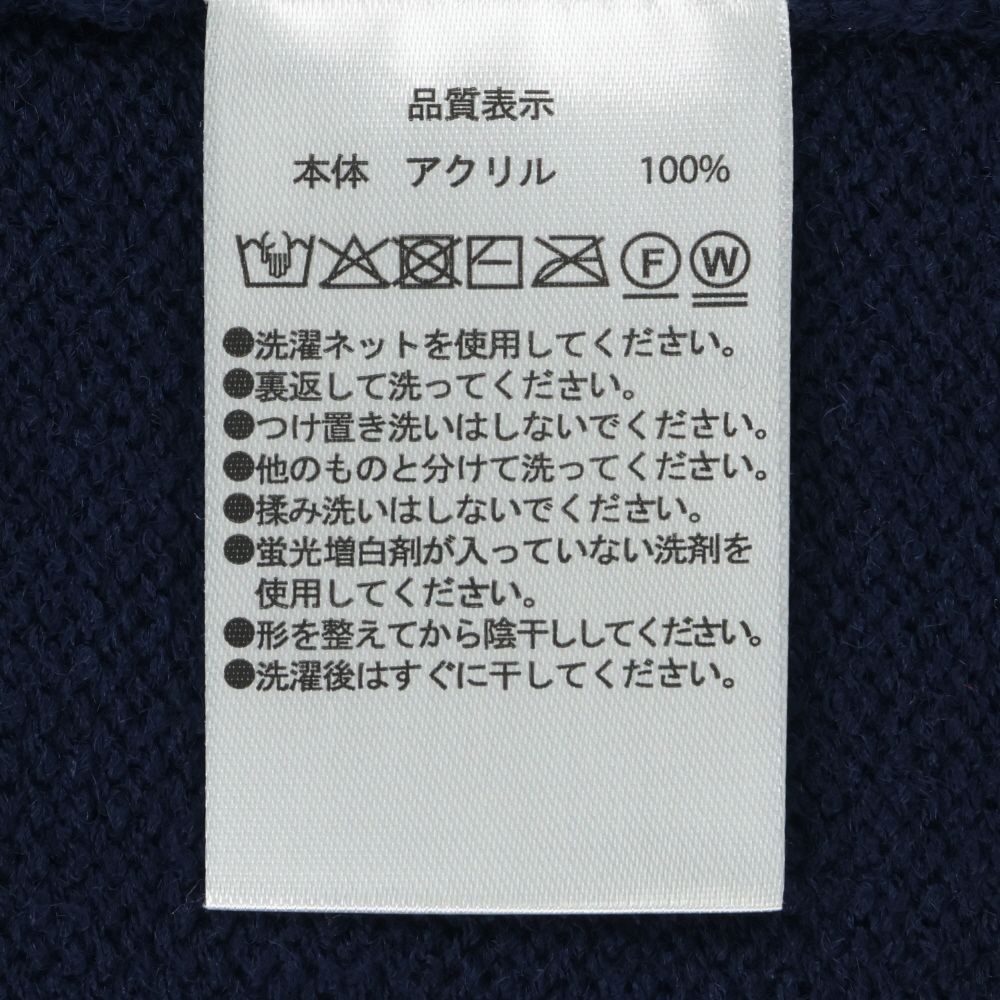 品質表示
本体 アクリル 100%
F W
●洗濯ネットを使用してください。
●裏返して洗ってください。
●つけ置き洗いはしないでください。
●他のものと分けて洗ってください。
●揉み洗いはしないでください。
●蛍光増白剤が入っていない洗剤を
使用してください。
●形を整えてから陰干ししてください。
●洗濯後はすぐに干してください。